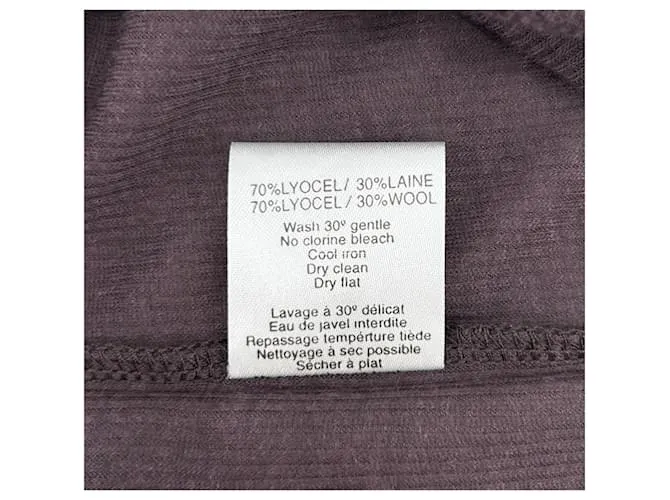 70%LYOCEL/ 30%LAINE
70%LYOCEL/ 30%WOOL
Wash 30º gentle
No clorine bleach
Cool iron
Dry clean
Dry flat
Lavage à 30º délicat
Eau de javel interdite
Repassage tempérture tiède
Nettoyage à sec possible
Sécher à plat